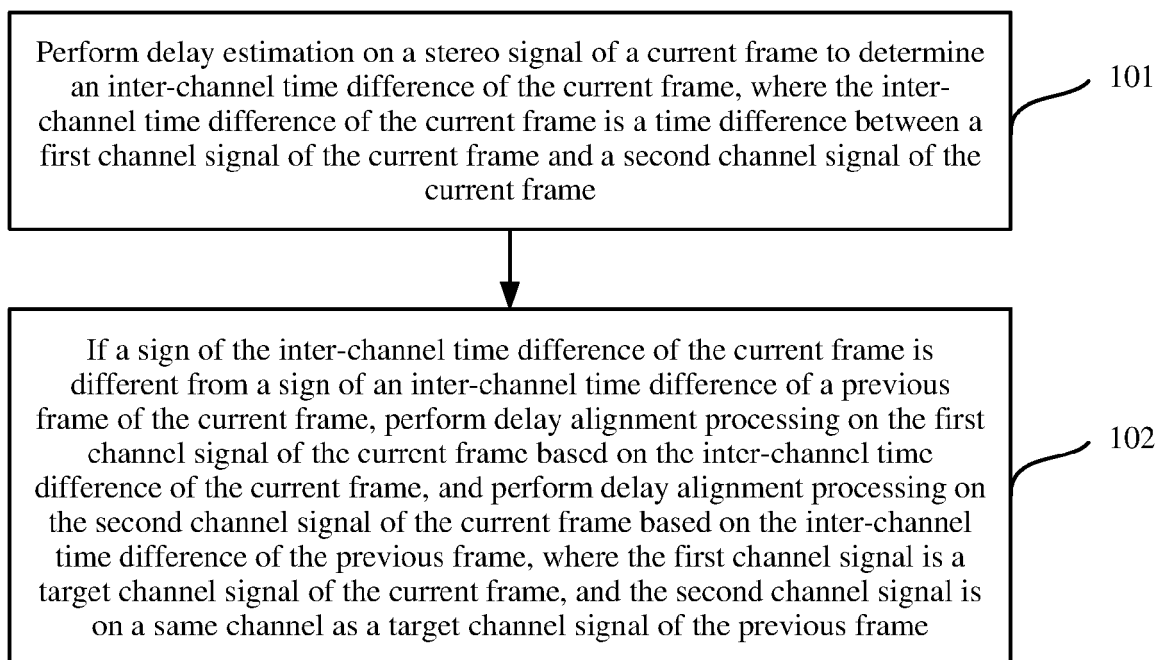 Perform delay estimation on a stereo signal of a current frame to determine
an inter-channel time difference of the current frame, where the inter-
channel time difference of the current frame is a time difference between a
first channel signal of the current frame and a second channel signal of the
current frame
101
If a sign of the inter-channel time difference of the current frame is
different from a sign of an inter-channel time difference of a previous
frame of the current frame, perform delay alignment processing on the first
channel signal of the current frame based on the inter-channel time
difference of the current frame, and perform delay alignment processing on
the second channel signal of the current frame based on the inter-channel
time difference of the previous frame, where the first channel signal is a
target channel signal of the current frame, and the second channel signal is
on a same channel as a target channel signal of the previous frame
102